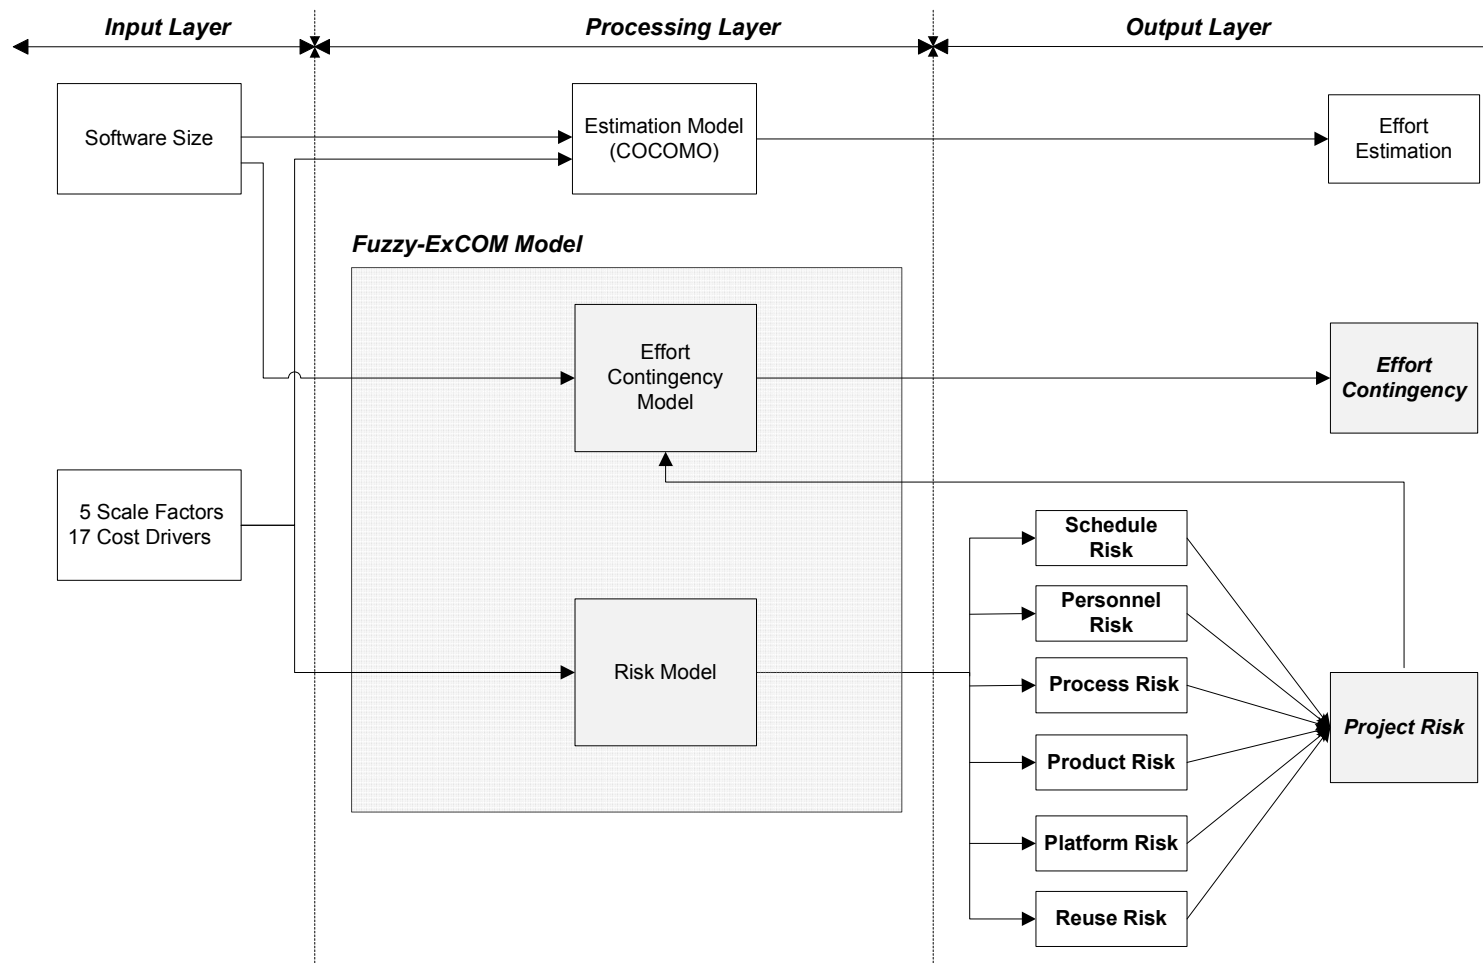 Input Layer
Processing Layer
Output Layer
Software Size
Estimation Model
(COCOMO)
Effort
Estimation
Fuzzy-ExCOM Model
Effort
Contingency
Model
Effort
Contingency
5 Scale Factors
17 Cost Drivers
Schedule
Risk
Personnel
Risk
Risk Model
Process Risk
Project Risk
Product Risk
Platform Risk
Reuse Risk